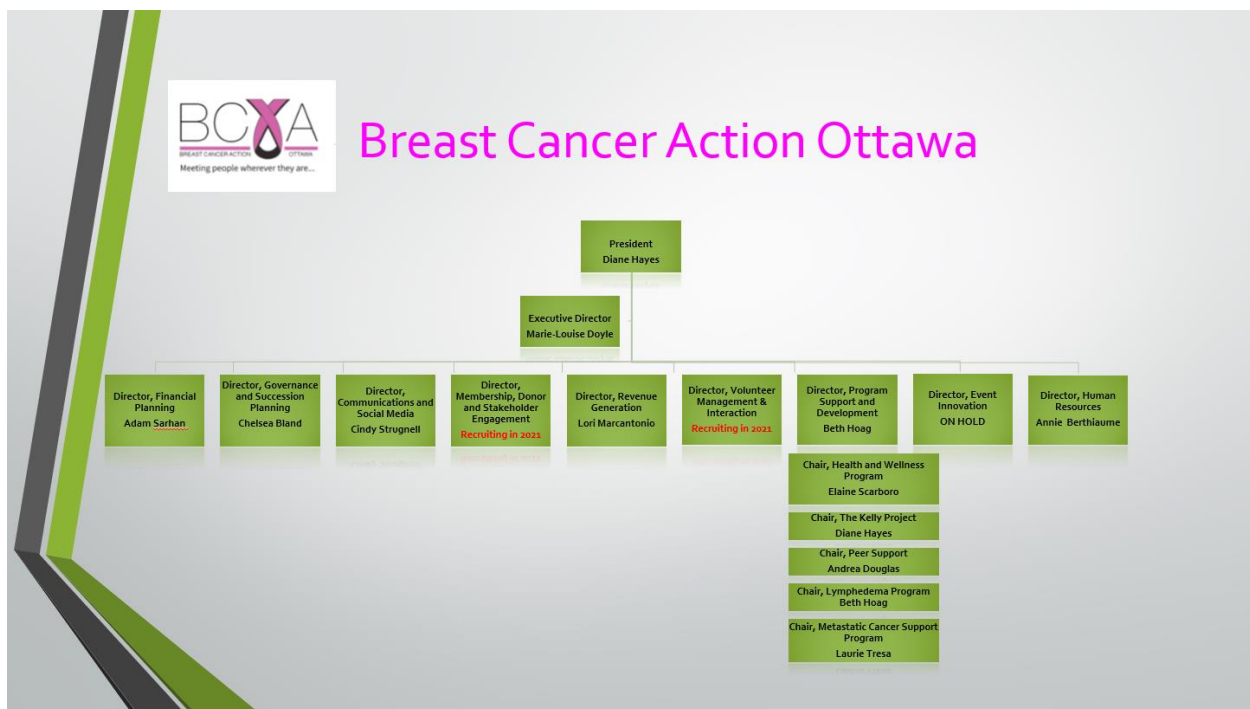 BCAA
BREAST CANCER ACTION OTTAWA
Meeting people wherever they are...
Breast Cancer Action Ottawa
President
Diane Hayes
Executive Director
Marie-Louise Doyle
Director, Financial
Planning
Adam Sarhan
Director, Governance
and Succession
Planning
Chelsea Bland
Director,
Communications and
Social Media
Cindy Strugnell
Director,
Membership, Donor
and Stakeholder
Engagement
Recruiting in 2021
Director, Revenue
Generation
Lori Marcantonio
Director, Volunteer
Management &
Interaction
Recruiting in 2021
Director, Program
Support and
Development
Beth Hoag
Director, Event
Innovation
ON HOLD
Director, Human
Resources
Annie Berthiaume
Chair, Health and Wellness
Program
Elaine Scarboro
Chair, The Kelly Project
Diane Hayes
Chair, Peer Support
Andrea Douglas
Chair, Lymphedema Program
Beth Hoag
Chair, Metastatic Cancer Support
Program
Laurie Tresa